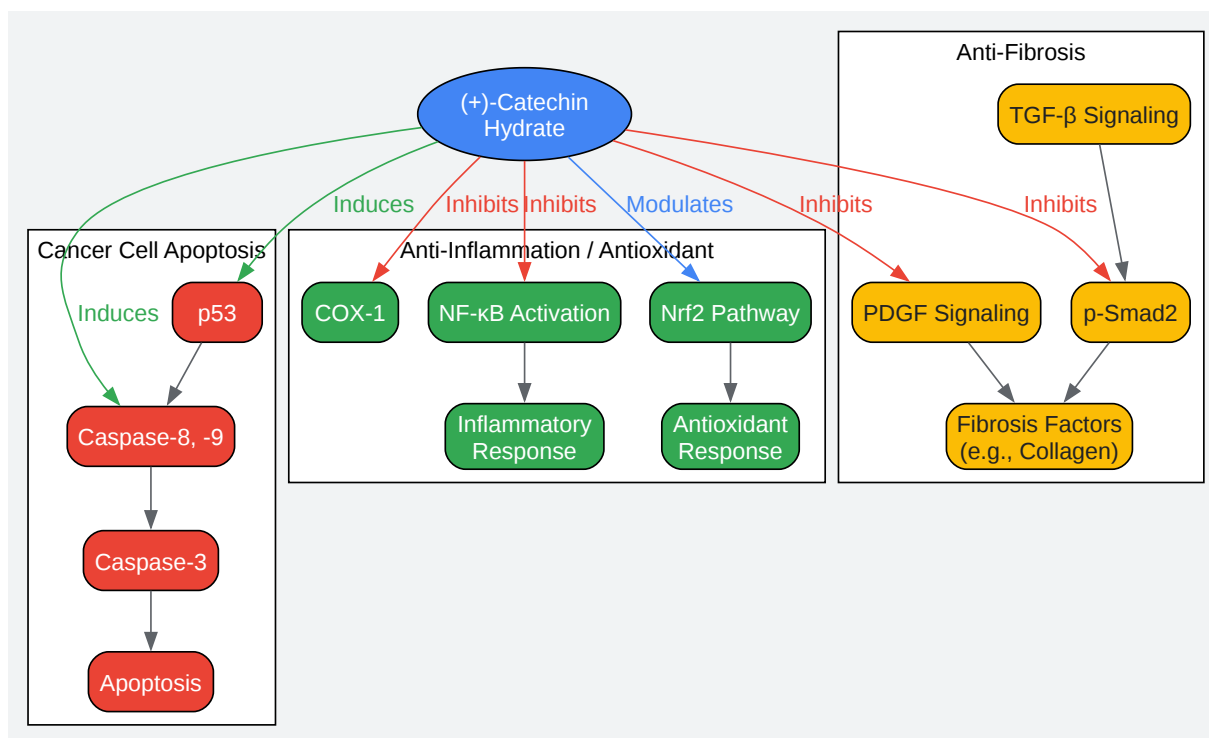 Anti-Fibrosis
(+)-Catechin
Hydrate
TGF-β Signaling
Induces
Inhibits
Inhibits
Modulates
Inhibits
Inhibits
Cancer Cell Apoptosis
Anti-Inflammation / Antioxidant
Induces
p53
COX-1
NF-κB Activation
Nrf2 Pathway
PDGF Signaling
p-Smad2
Caspase-8, -9
Inflammatory
Response
Antioxidant
Response
Fibrosis Factors
(e.g., Collagen)
Caspase-3
Apoptosis